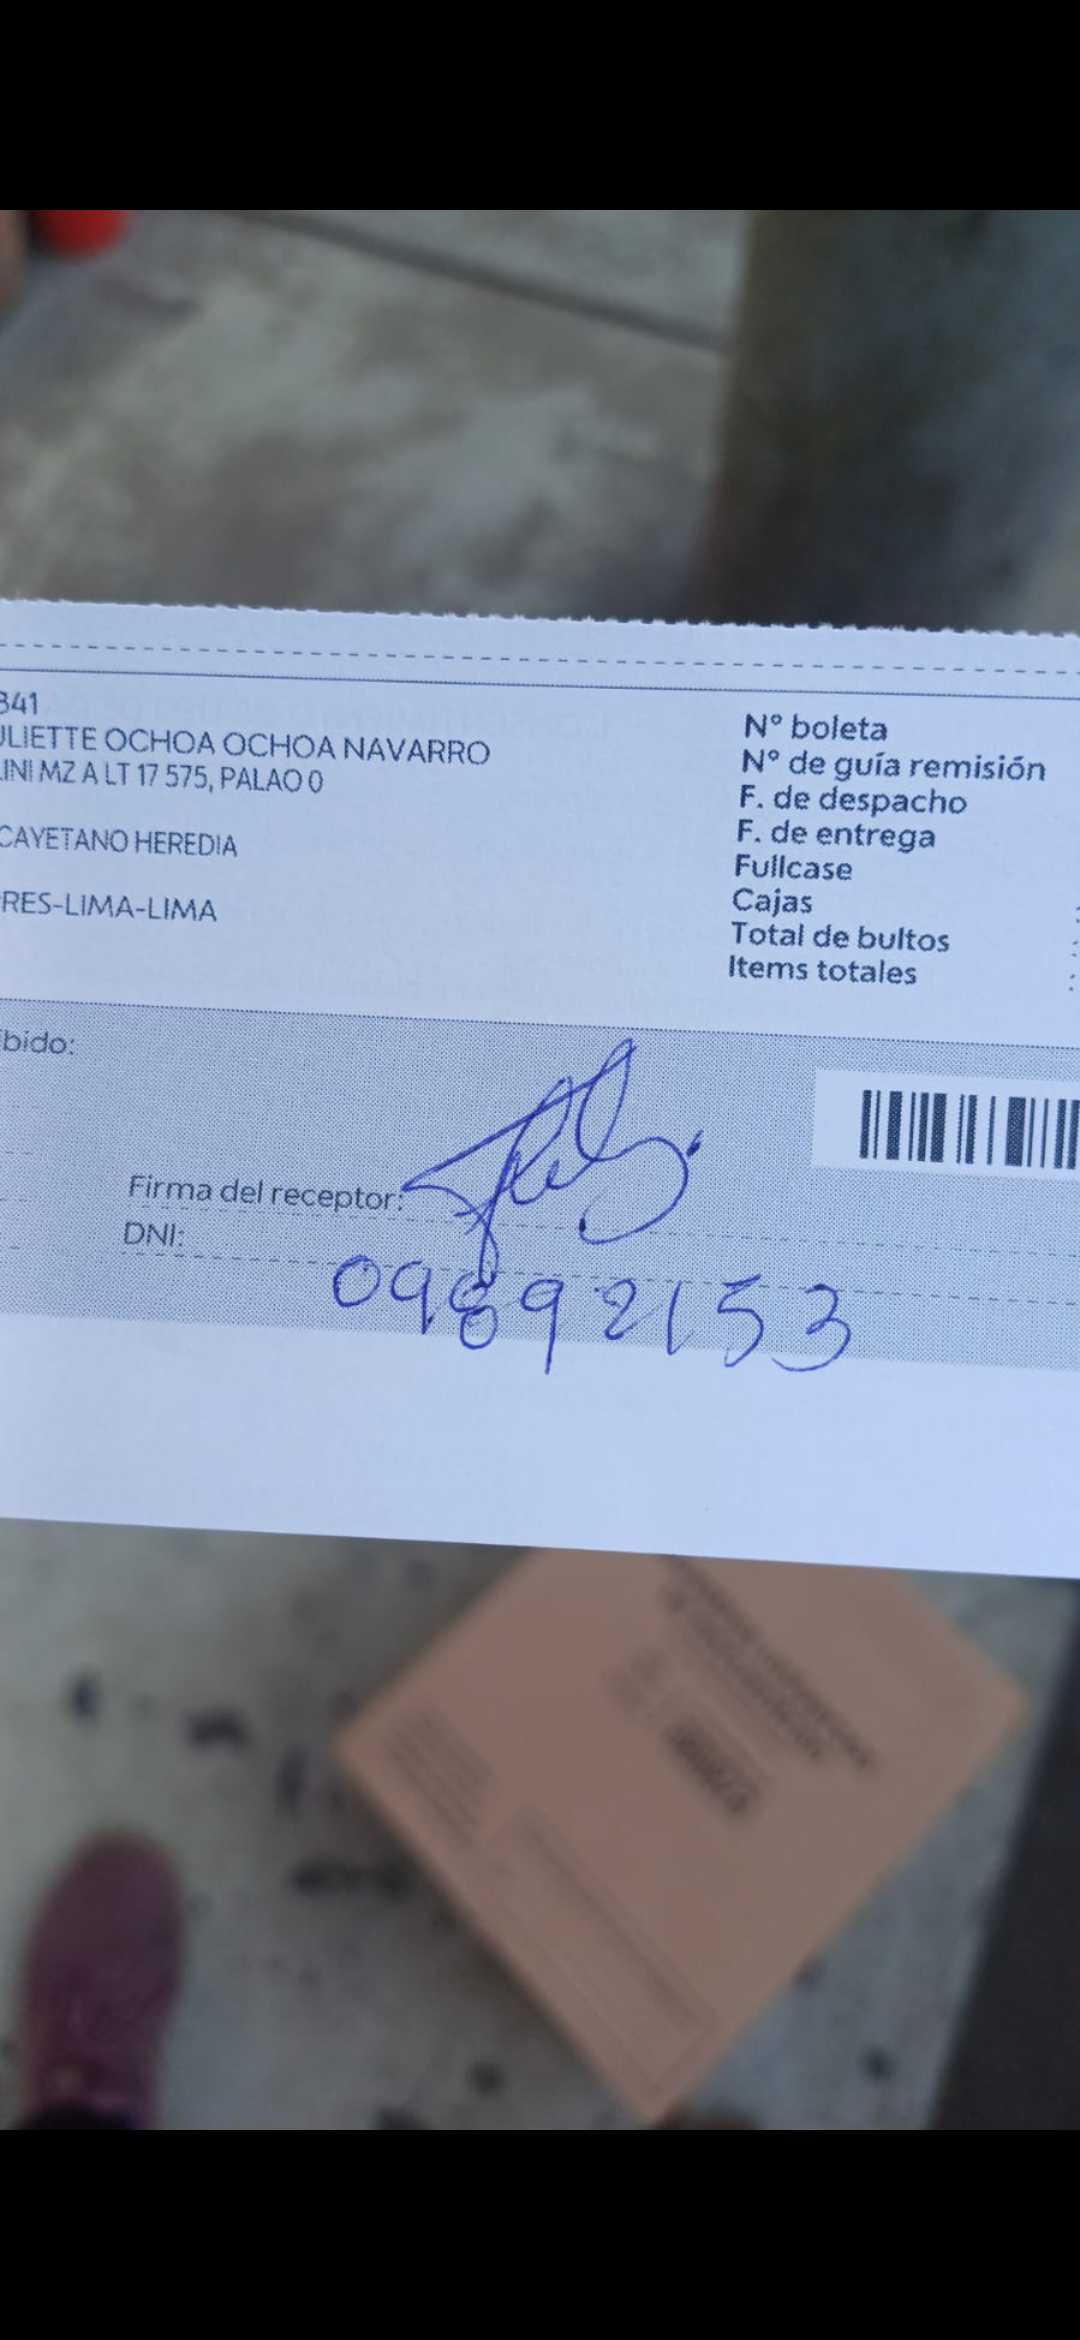 341
ULIETTE OCHOA OCHOA NAVARRO
LINI MZ A LT 17 575, PALAO 0
CAYETANO HEREDIA
RES-LIMA-LIMA
N° boleta
N° de guía remisión
F. de despacho
F. de entrega
Fullcase
Cajas :
Total de bultos :
Items totales :
ibido:
Firma del receptor:
DNI:
09892153